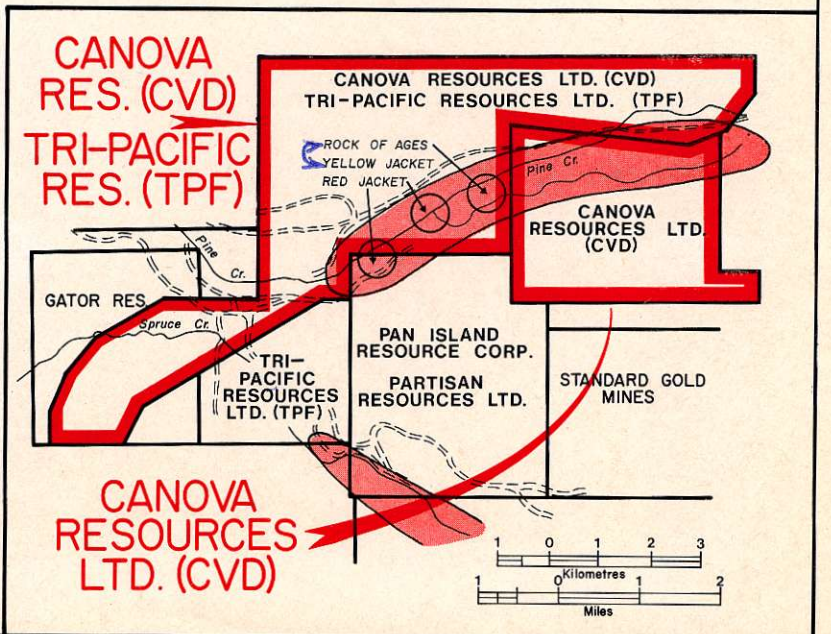 CANOVA
RES. (CVD)
TRI-PACIFIC
RES. (TPF)
CANOVA RESOURCES LTD. (CVD)
TRI-PACIFIC RESOURCES LTD. (TPF)
ROCK OF AGES
YELLOW JACKET
RED JACKET
Pine Cr.
CANOVA
RESOURCES LTD.
(CVD)
Pine
Cr.
GATOR RES.
Spruce Cr.
TRI-
PACIFIC
RESOURCES
LTD. (TPF)
PAN ISLAND
RESOURCE CORP.
PARTISAN
RESOURCES LTD.
STANDARD GOLD
MINES
CANOVA
RESOURCES
LTD. (CVD)
1 0 1 2 3
Kilometres
1 0 1 2
Miles